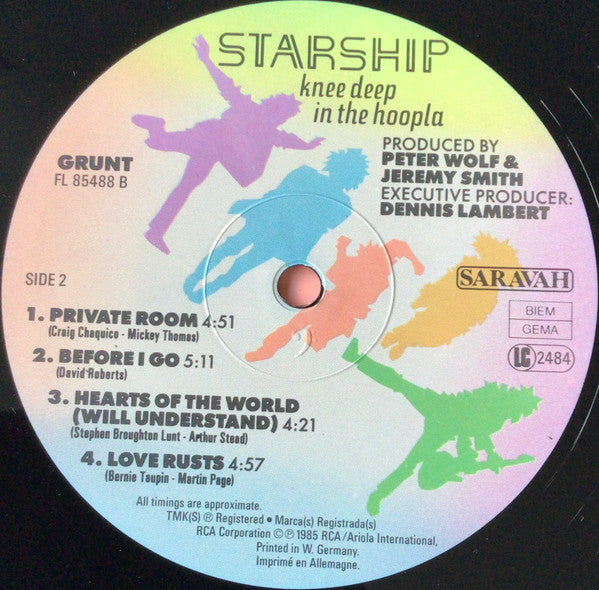 STARSHIP
knee deep
in the hoopla
PRODUCED BY
PETER WOLF &
JEREMY SMITH
EXECUTIVE PRODUCER:
DENNIS LAMBERT
GRUNT
FL 85488 B
SARAVAH
BIEM
GEMA
LC 2484
SIDE 2
1. PRIVATE ROOM 4:51
(Craig Chaquico - Mickey Thomas)
2. BEFORE I GO 5:11
(David Roberts)
3. HEARTS OF THE WORLD
(WILL UNDERSTAND) 4:21
(Stephen Broughton Lunt - Arthur Stead)
4. LOVE RUSTS 4:57
(Bernie Taupin - Martin Page)
All timings are approximate.
TMK(S) ® Registered • Marca(s) Registrada(s)
RCA Corporation ©℗ 1985 RCA/Ariola International,
Printed in W. Germany.
Imprimé en Allemagne.